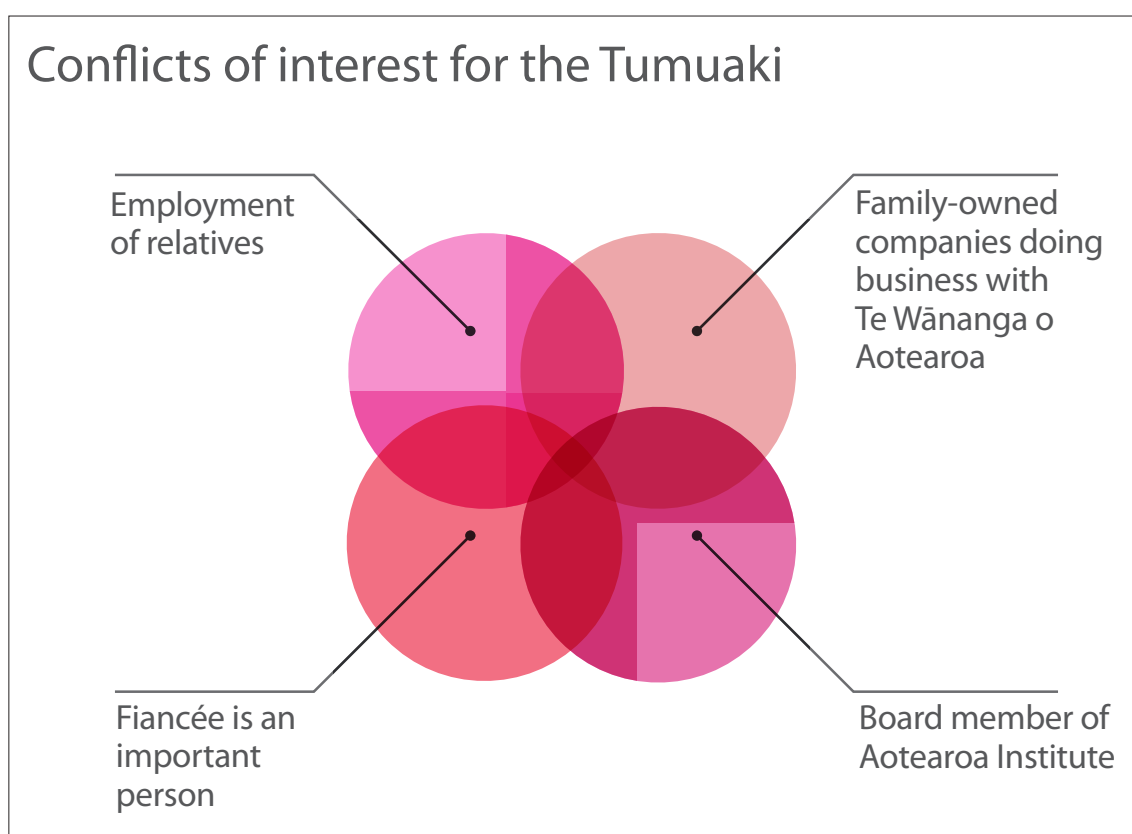 Conflicts of interest for the Tumuaki
Employment
of relatives
Family-owned
companies doing
business with
Te Wānanga o
Aotearoa
Fiancée is an
important
person
Board member of
Aotearoa Institute